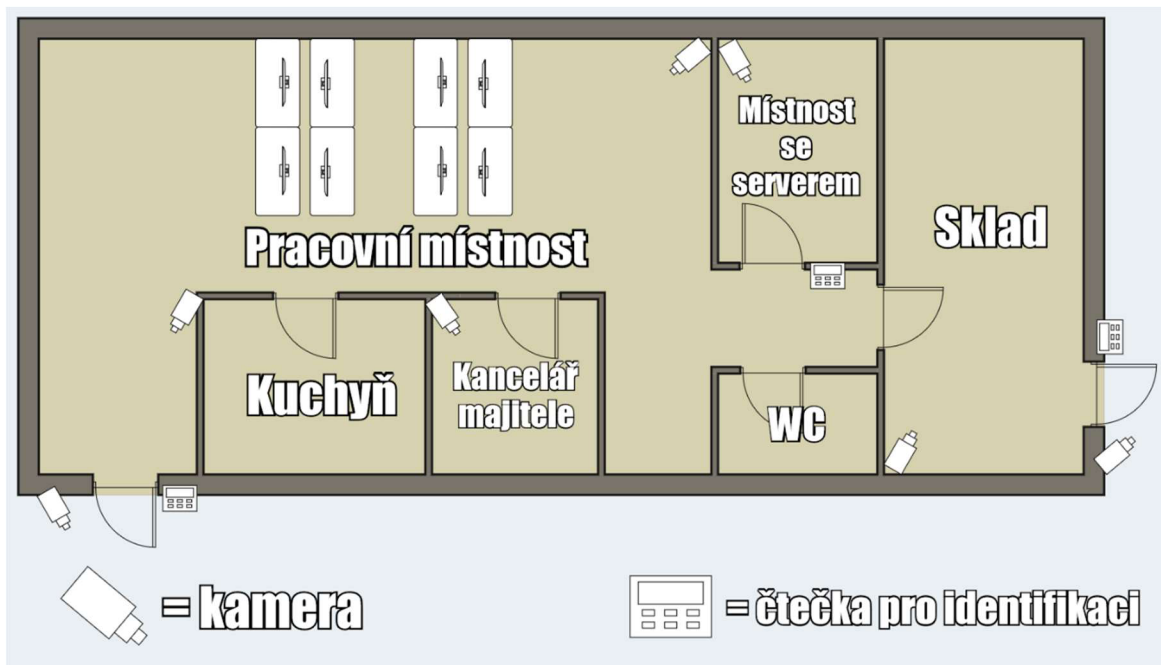 Místnost
se
serverem
Sklad
Pracovní místnost
Kuchyň
Kancelář
majitele
WC
= kamera
= čtečka pro identifikaci